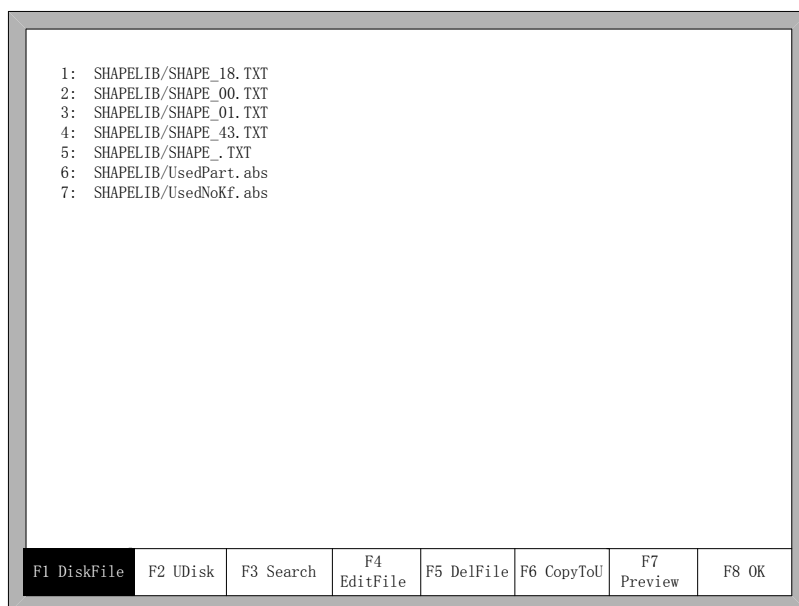 1: SHAPELIB/SHAPE_18.TXT
2: SHAPELIB/SHAPE_00.TXT
3: SHAPELIB/SHAPE_01.TXT
4: SHAPELIB/SHAPE_43.TXT
5: SHAPELIB/SHAPE_.TXT
6: SHAPELIB/UsedPart.abs
7: SHAPELIB/UsedNoKf.abs
F1 DiskFile
F2 UDisk
F3 Search
F4
EditFile
F5 DelFile
F6 CopyToU
F7
Preview
F8 OK